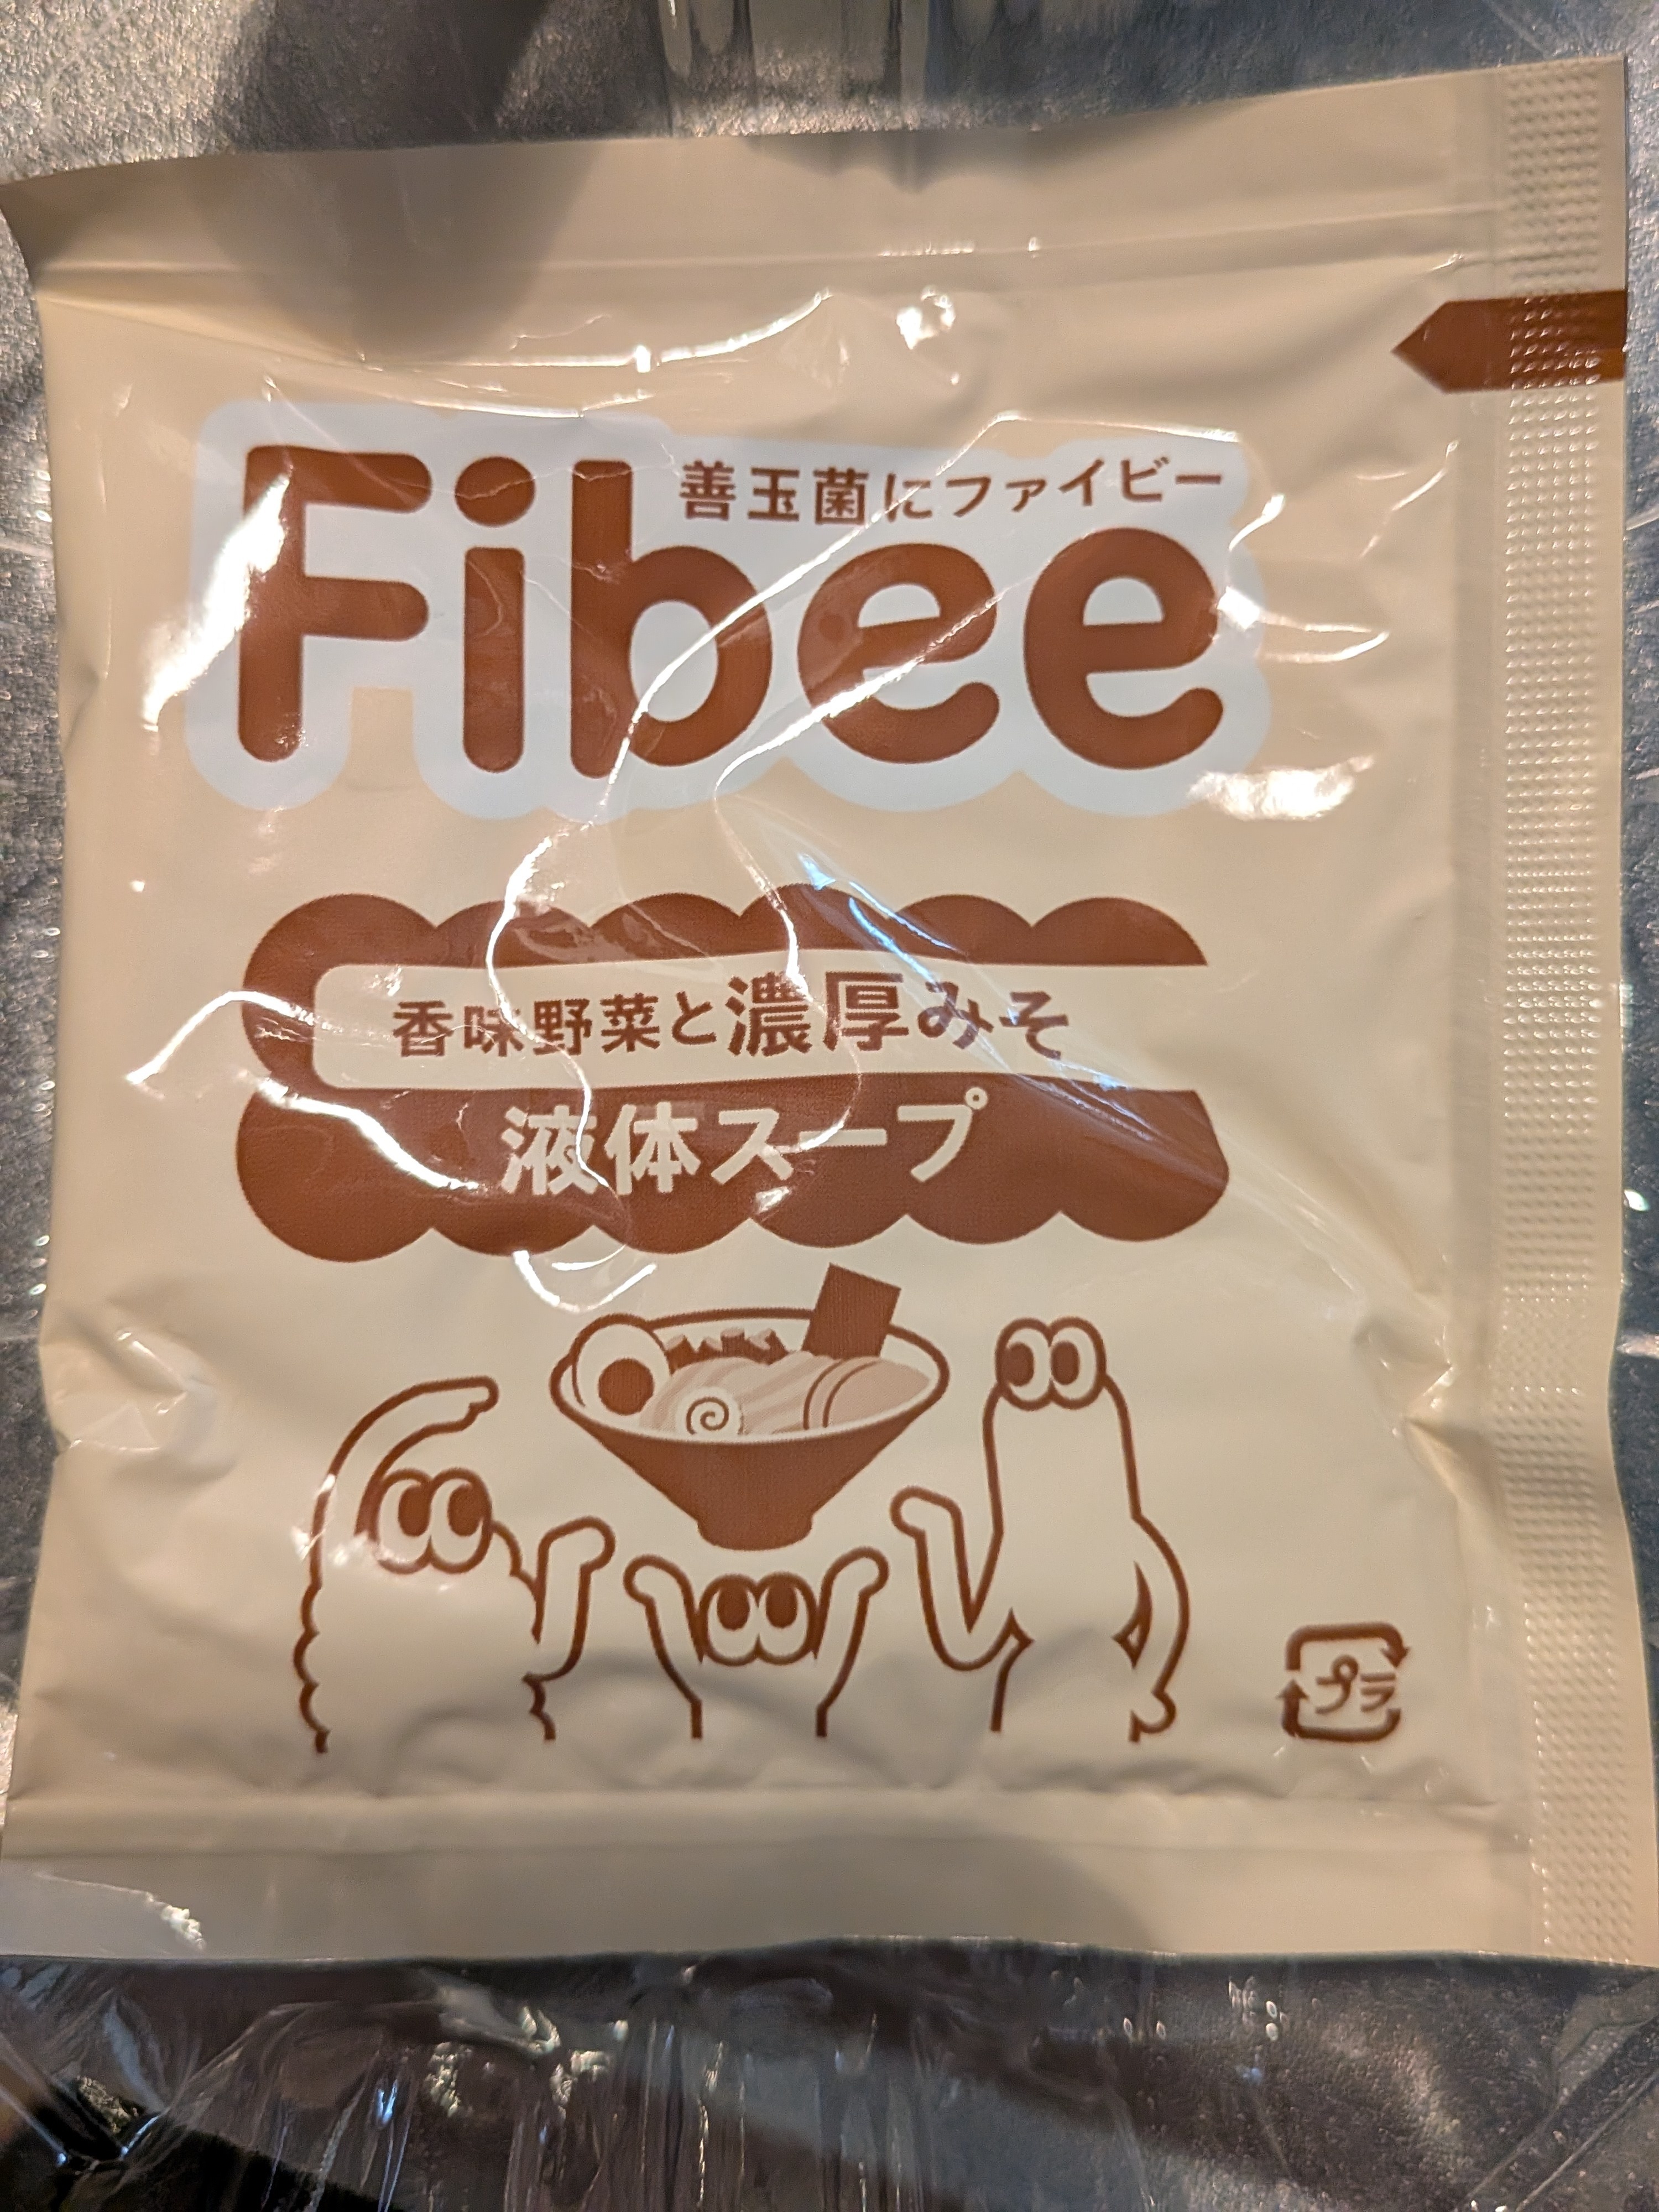 善玉菌にファイビー
Fibee
香味野菜と濃厚みそ
液体スープ
プラ